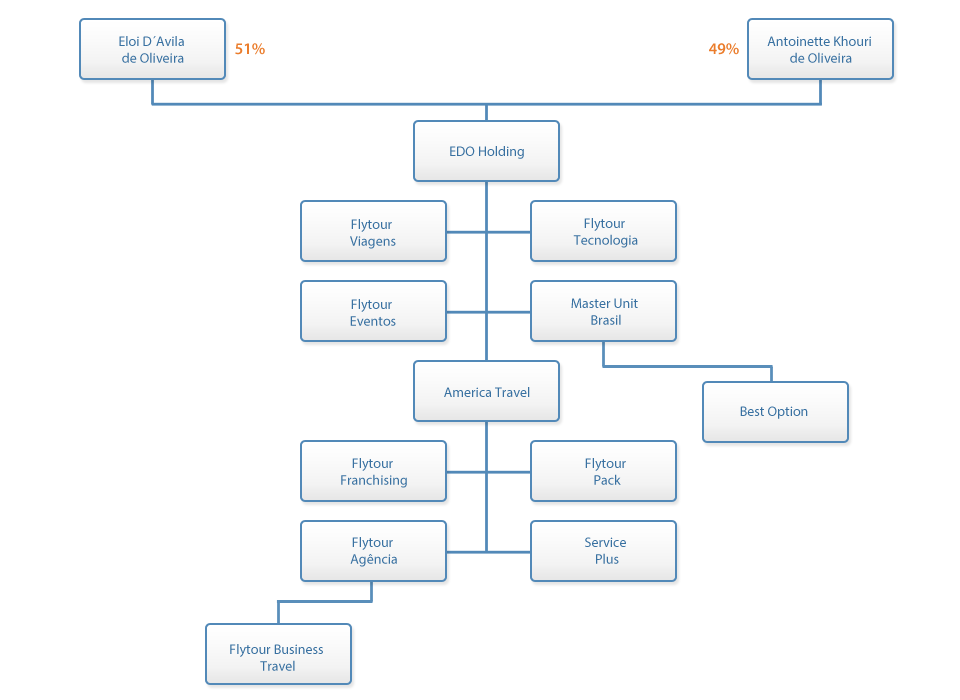 Eloi D´Avila
de Oliveira
51%
49%
Antoinette Khouri
de Oliveira
EDO Holding
Flytour
Viagens
Flytour
Tecnologia
Flytour
Eventos
Master Unit
Brasil
America Travel
Best Option
Flytour
Franchising
Flytour
Pack
Flytour
Agência
Service
Plus
Flytour Business
Travel